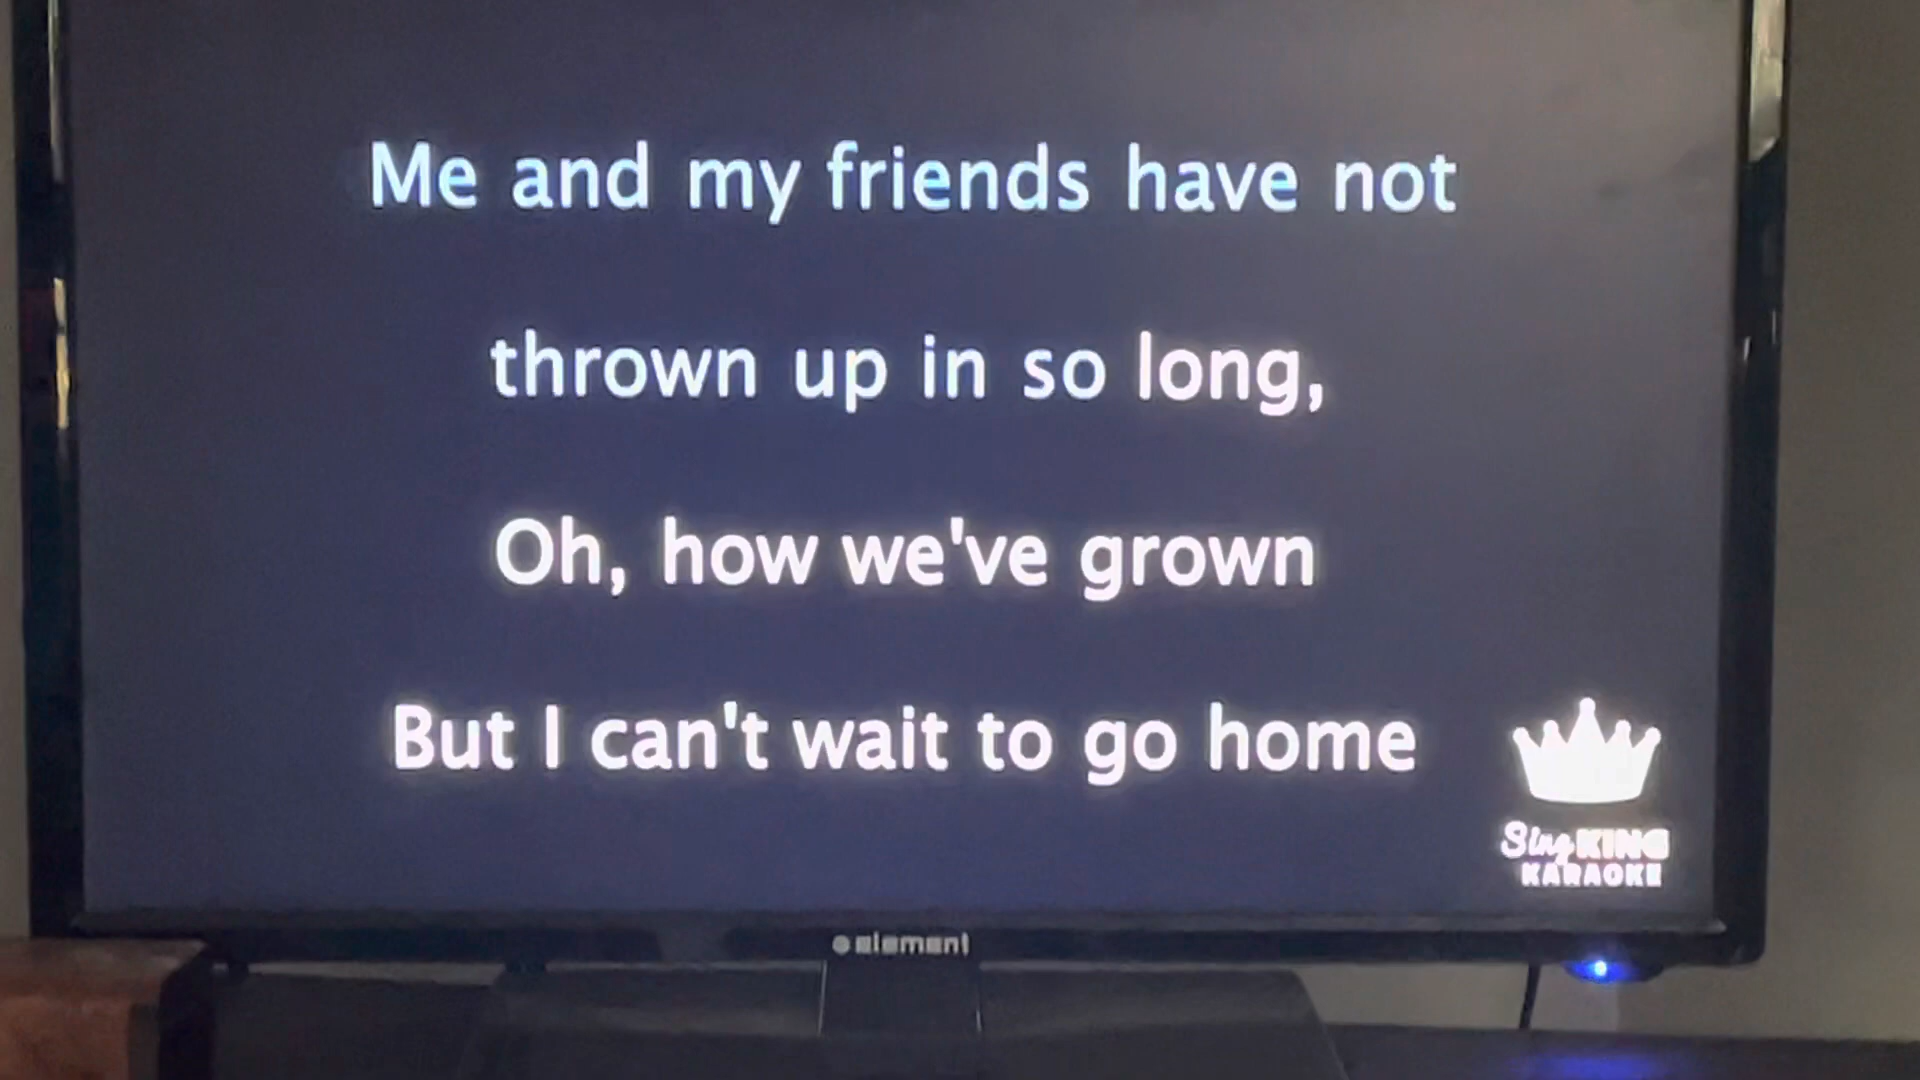 Me and my friends have not
thrown up in so long,
Oh, how we've grown
But I can't wait to go home
Sing KING
KARAOKE
element